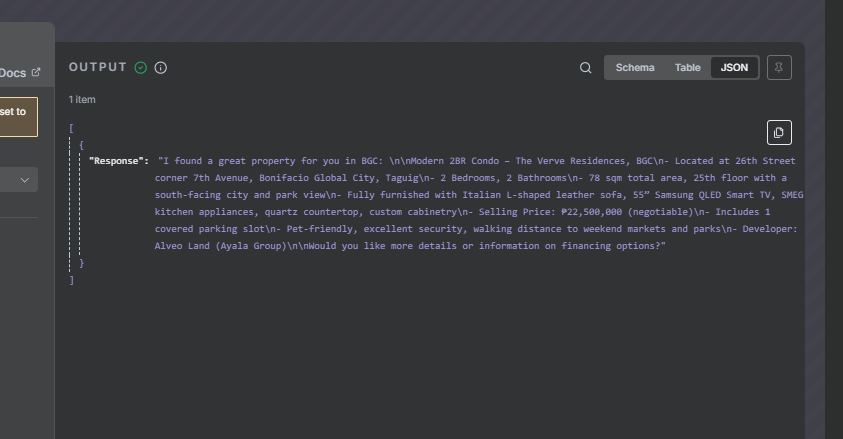 Docs
OUTPUT
Schema Table JSON
set to
1 item
[
{
"Response": "I found a great property for you in BGC: \n\nModern 2BR Condo – The Verve Residences, BGC\n- Located at 26th Street
corner 7th Avenue, Bonifacio Global City, Taguig\n- 2 Bedrooms, 2 Bathrooms\n- 78 sqm total area, 25th floor with a
south-facing city and park view\n- Fully furnished with Italian L-shaped leather sofa, 55” Samsung QLED Smart TV, SMEG
kitchen appliances, quartz countertop, custom cabinetry\n- Selling Price: ₱22,500,000 (negotiable)\n- Includes 1
covered parking slot\n- Pet-friendly, excellent security, walking distance to weekend markets and parks\n- Developer:
Alveo Land (Ayala Group)\n\nWould you like more details or information on financing options?"
}
]